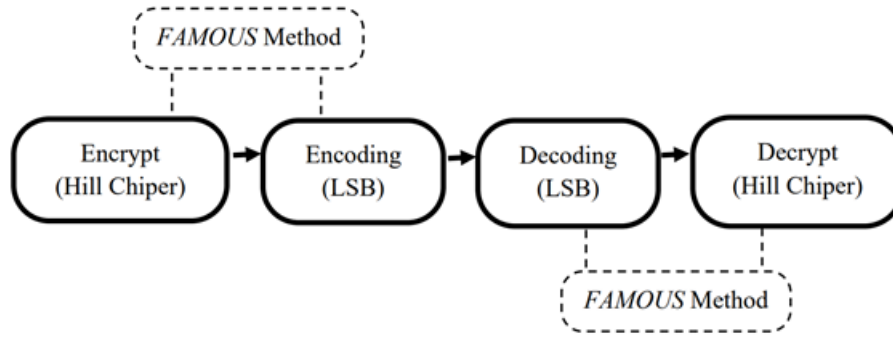 FAMOUS Method
Encrypt
(Hill Chiper)
Encoding
(LSB)
Decoding
(LSB)
Decrypt
(Hill Chiper)
FAMOUS Method